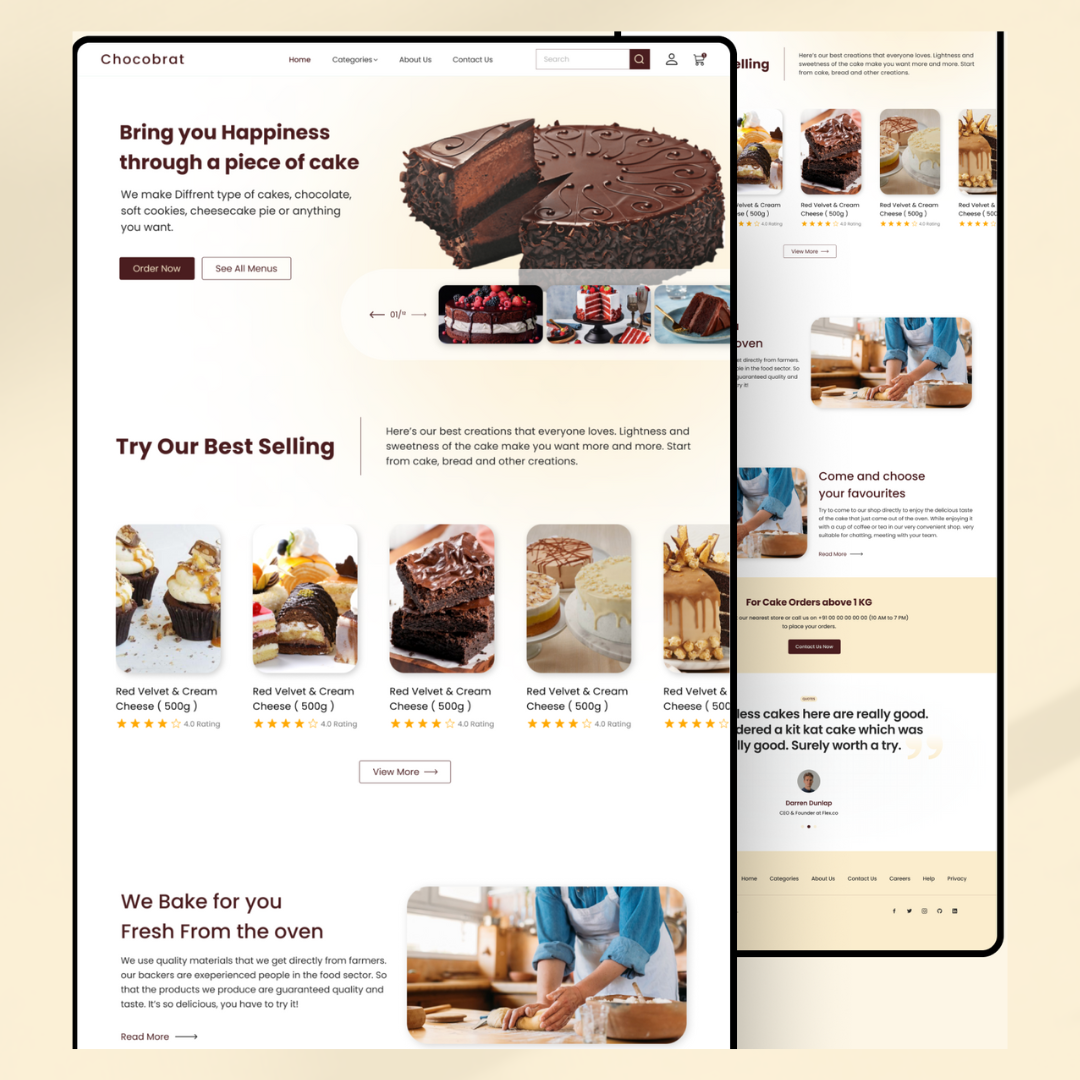 Chocobrat
Home Categories About Us Contact Us Search
Bring you Happiness
through a piece of cake
We make Diffrent type of cakes, chocolate,
soft cookies, cheesecake pie or anything
you want.
Order Now See All Menus
01/
Try Our Best Selling
Here's our best creations that everyone loves. Lightness and
sweetness of the cake make you want more and more. Start
from cake, bread and other creations.
Red Velvet & Cream
Cheese ( 500g )
4.0 Rating
Red Velvet & Cream
Cheese ( 500g )
4.0 Rating
Red Velvet & Cream
Cheese ( 500g )
4.0 Rating
Red Velvet & Cream
Cheese ( 500g )
4.0 Rating
Red Velvet
Cheese ( 500
View More
We Bake for you
Fresh From the oven
We use quality materials that we get directly from farmers.
our backers are exeperienced people in the food sector. So
that the products we produce are guaranteed quality and
taste. It's so delicious, you have to try it!
Read More
elling
Here's our best creations that everyone loves. Lightness and
sweetness of the cake make you want more and more. Start
from cake, bread and other creations.
elvet & Cream
se ( 500g )
4.0 Rating
Red Velvet & Cream
Cheese ( 500g )
4.0 Rating
Red Velvet & Cream
Cheese ( 500g )
4.0 Rating
Red Velvet &
Cheese ( 500
View More
oven
et directly from farmers.
ple in the food sector. So
guaranteed quality and
try it!
Come and choose
your favourites
Try to come to our shop directly to enjoy the delicious taste
of the cake that just came out of the oven. While enjoying it
with a cup of coffee or tea in our very convenient shop. very
suitable for chatting, meeting with your team.
Read More
For Cake Orders above 1 KG
our nearest store or call us on +91 00 00 00 00 00 (10 AM to 7 PM)
to place your orders.
Contact Us Now
less cakes here are really good.
dered a kit kat cake which was
lly good. Surely worth a try.
Darren Dunlap
CEO & Founder at Flex.co
Home Categories About Us Contact Us Careers Help Privacy